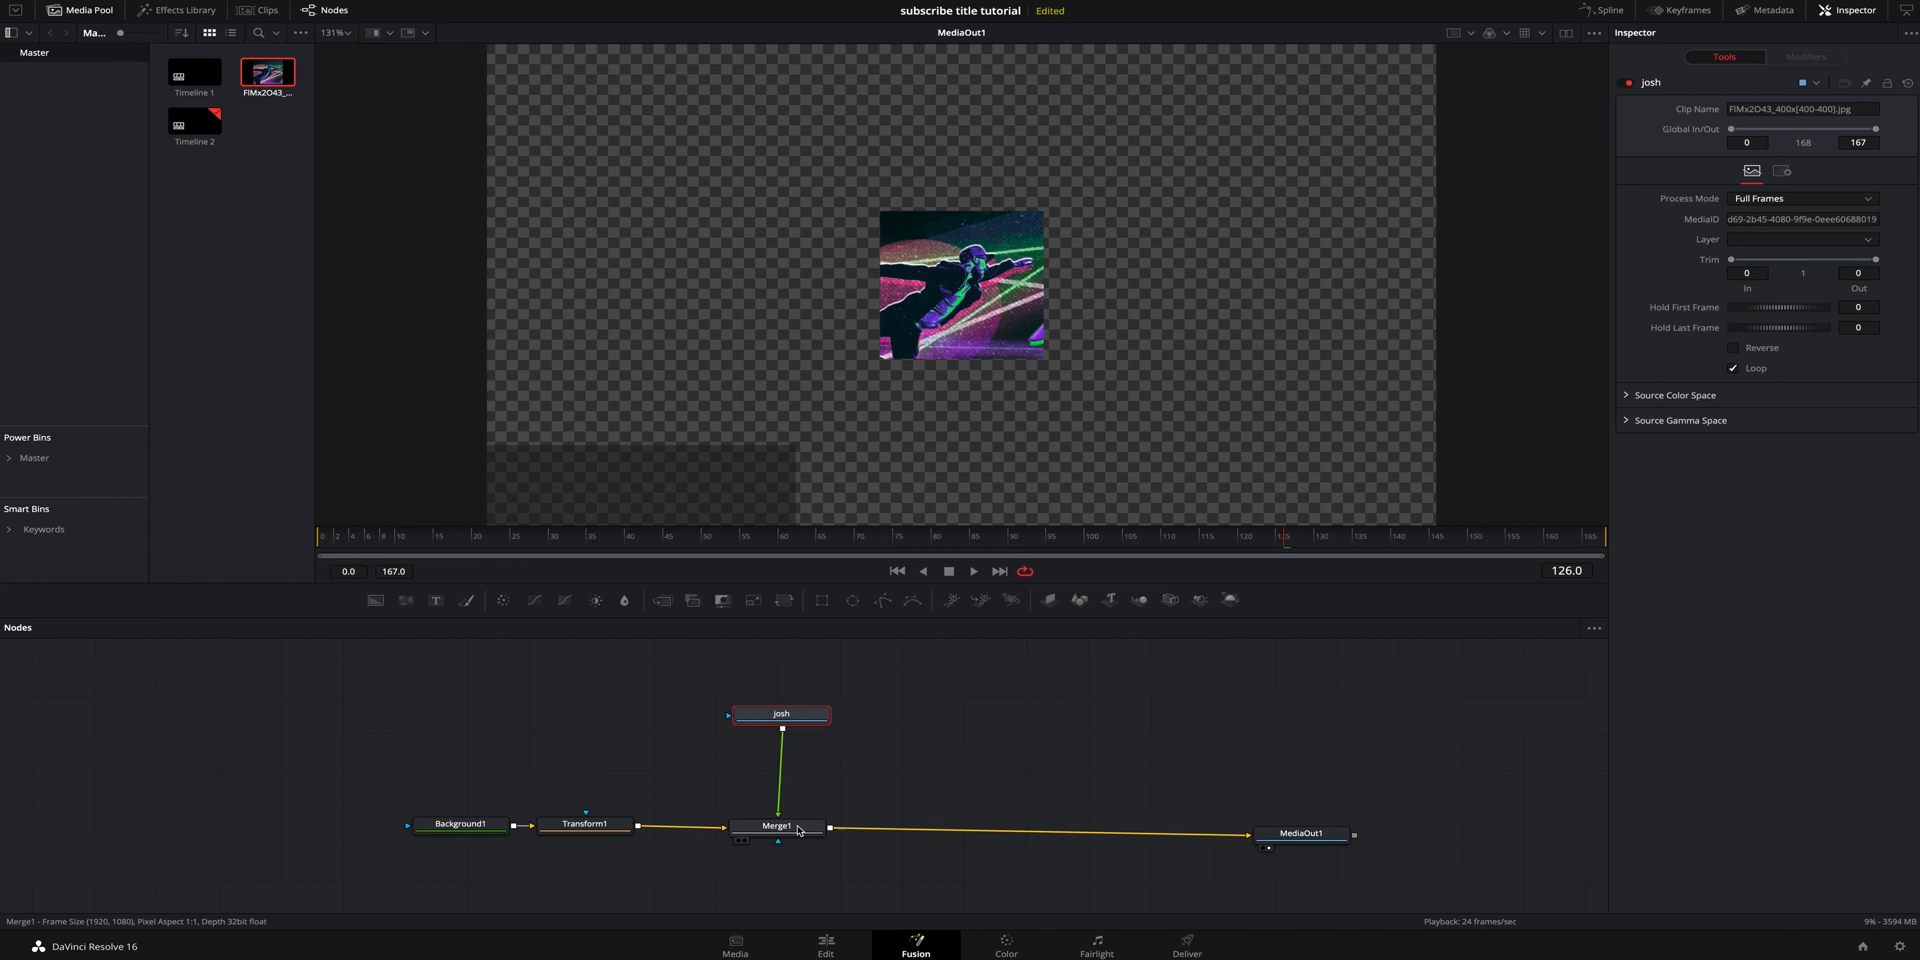 Media Pool
Effects Library
Clips
Nodes
subscribe title tutorial
Edited
Spline
Keyframes
Metadata
Inspector
Ma...
131%
MediaOut1
Inspector
Master
Timeline 1
FlMx2O43_...
Timeline 2
Tools
Modifiers
josh
Clip Name
FlMx2O43_400x[400-400].jpg
Global In/Out
0
168
167
Process Mode
Full Frames
MediaID
d69-2b45-4080-9f9e-0eee60688019
Layer
Trim
0
1
0
In
Out
Hold First Frame
0
Hold Last Frame
0
Reverse
Loop
Source Color Space
Source Gamma Space
Power Bins
Master
Smart Bins
Keywords
0 2 4 6 8 10 15 20 25 30 35 40 45 50 55 60 65 70 75 80 85 90 95 100 105 110 115 120 125 130 135 140 145 150 155 160 165
0.0
167.0
126.0
Nodes
josh
Background1
Transform1
Merge1
MediaOut1
Merge1 - Frame Size (1920, 1080), Pixel Aspect 1:1, Depth 32bit float
Playback: 24 frames/sec
9% - 3594 MB
DaVinci Resolve 16
Media
Edit
Fusion
Color
Fairlight
Deliver